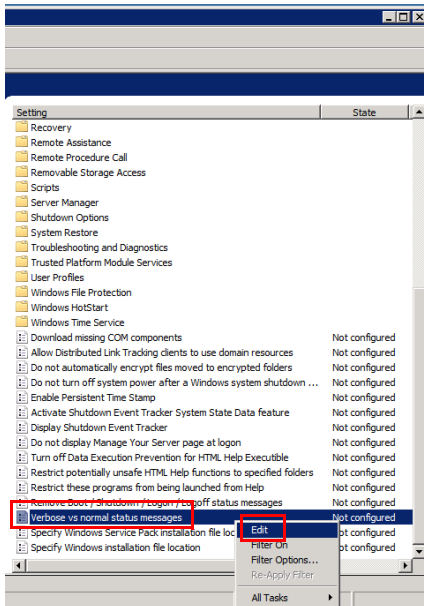 Setting State
Recovery
Remote Assistance
Remote Procedure Call
Removable Storage Access
Scripts
Server Manager
Shutdown Options
System Restore
Troubleshooting and Diagnostics
Trusted Platform Module Services
User Profiles
Windows File Protection
Windows HotStart
Windows Time Service
Download missing COM components Not configured
Allow Distributed Link Tracking clients to use domain resources Not configured
Do not automatically encrypt files moved to encrypted folders Not configured
Do not turn off system power after a Windows system shutdown ... Not configured
Enable Persistent Time Stamp Not configured
Activate Shutdown Event Tracker System State Data feature Not configured
Display Shutdown Event Tracker Not configured
Do not display Manage Your Server page at logon Not configured
Turn off Data Execution Prevention for HTML Help Executible Not configured
Restrict potentially unsafe HTML Help functions to specified folders Not configured
Restrict these programs from being launched from Help Not configured
Remove Boot / Shutdown / Logon / Logoff status messages Not configured
Verbose vs normal status messages Not configured
Specify Windows Service Pack installation file loc Not configured
Specify Windows installation file location Not configured
Edit
Filter On
Filter Options...
Re-Apply Filter
All Tasks